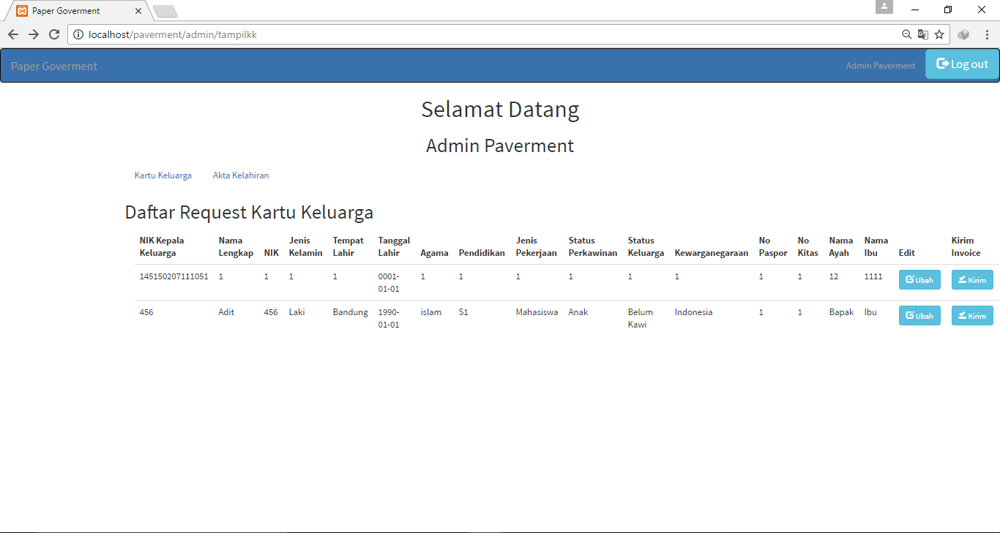 Paper Goverment
localhost/paverment/admin/tampilkk
Paper Goverment Admin Paverment Log out
Selamat Datang
Admin Paverment
Kartu Keluarga Akta Kelahiran
Daftar Request Kartu Keluarga
NIK Kepala Nama Jenis Tempat Tanggal Jenis Status Status No No Nama Nama Kirim
Keluarga Lengkap NIK Kelamin Lahir Lahir Agama Pendidikan Pekerjaan Perkawinan Keluarga Kewarganegaraan Paspor Kitas Ayah Ibu Edit Invoice
145150207111051 1 1 1 1 0001- 1 1 1 1 1 1 1 1 12 1111 Ubah Kirim
01-01
456 Adit 456 Laki Bandung 1990- islam S1 Mahasiswa Anak Belum Indonesia 1 1 Bapak Ibu Ubah Kirim
01-01 Kawi